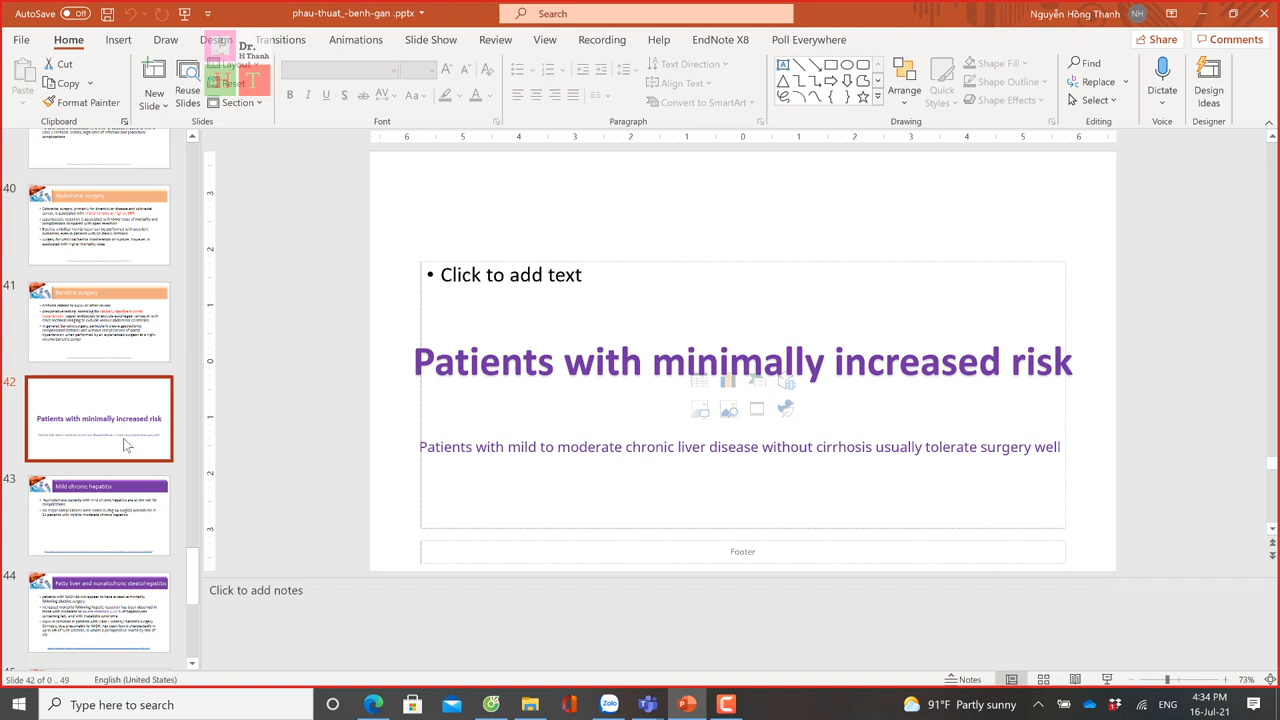 AutoSave Off
phau-thuat_-benh-gan .pptx
Search
Nguyễn Hồng Thanh NH
File Home Insert Draw Design Transitions Animations Slide Show Review View Recording Help EndNote X8 Poll Everywhere Share Comments
Dr.
H Thanh
H T
Paste
Cut
Copy
Format Painter
Clipboard
New Slide
Reuse Slides
Layout
Reset
Section
Slides
Font
Text Direction
Align Text
Convert to SmartArt
Paragraph
Arrange
Quick Styles
Shape Fill
Shape Outline
Shape Effects
Drawing
Find
Replace
Select
Editing
Dictate
Voice
Design Ideas
Designer
40
Abdominal surgery
41
Bariatric surgery
42
Patients with minimally increased risk
43
Mild chronic hepatitis
44
Fatty liver and nonalcoholic steatohepatitis
• Click to add text
Patients with minimally increased risk
Patients with mild to moderate chronic liver disease without cirrhosis usually tolerate surgery well
Footer
Click to add notes
Slide 42 of 0 .. 49
English (United States)
Notes
73%
Type here to search
91°F Partly sunny
ENG
4:34 PM
16-Jul-21